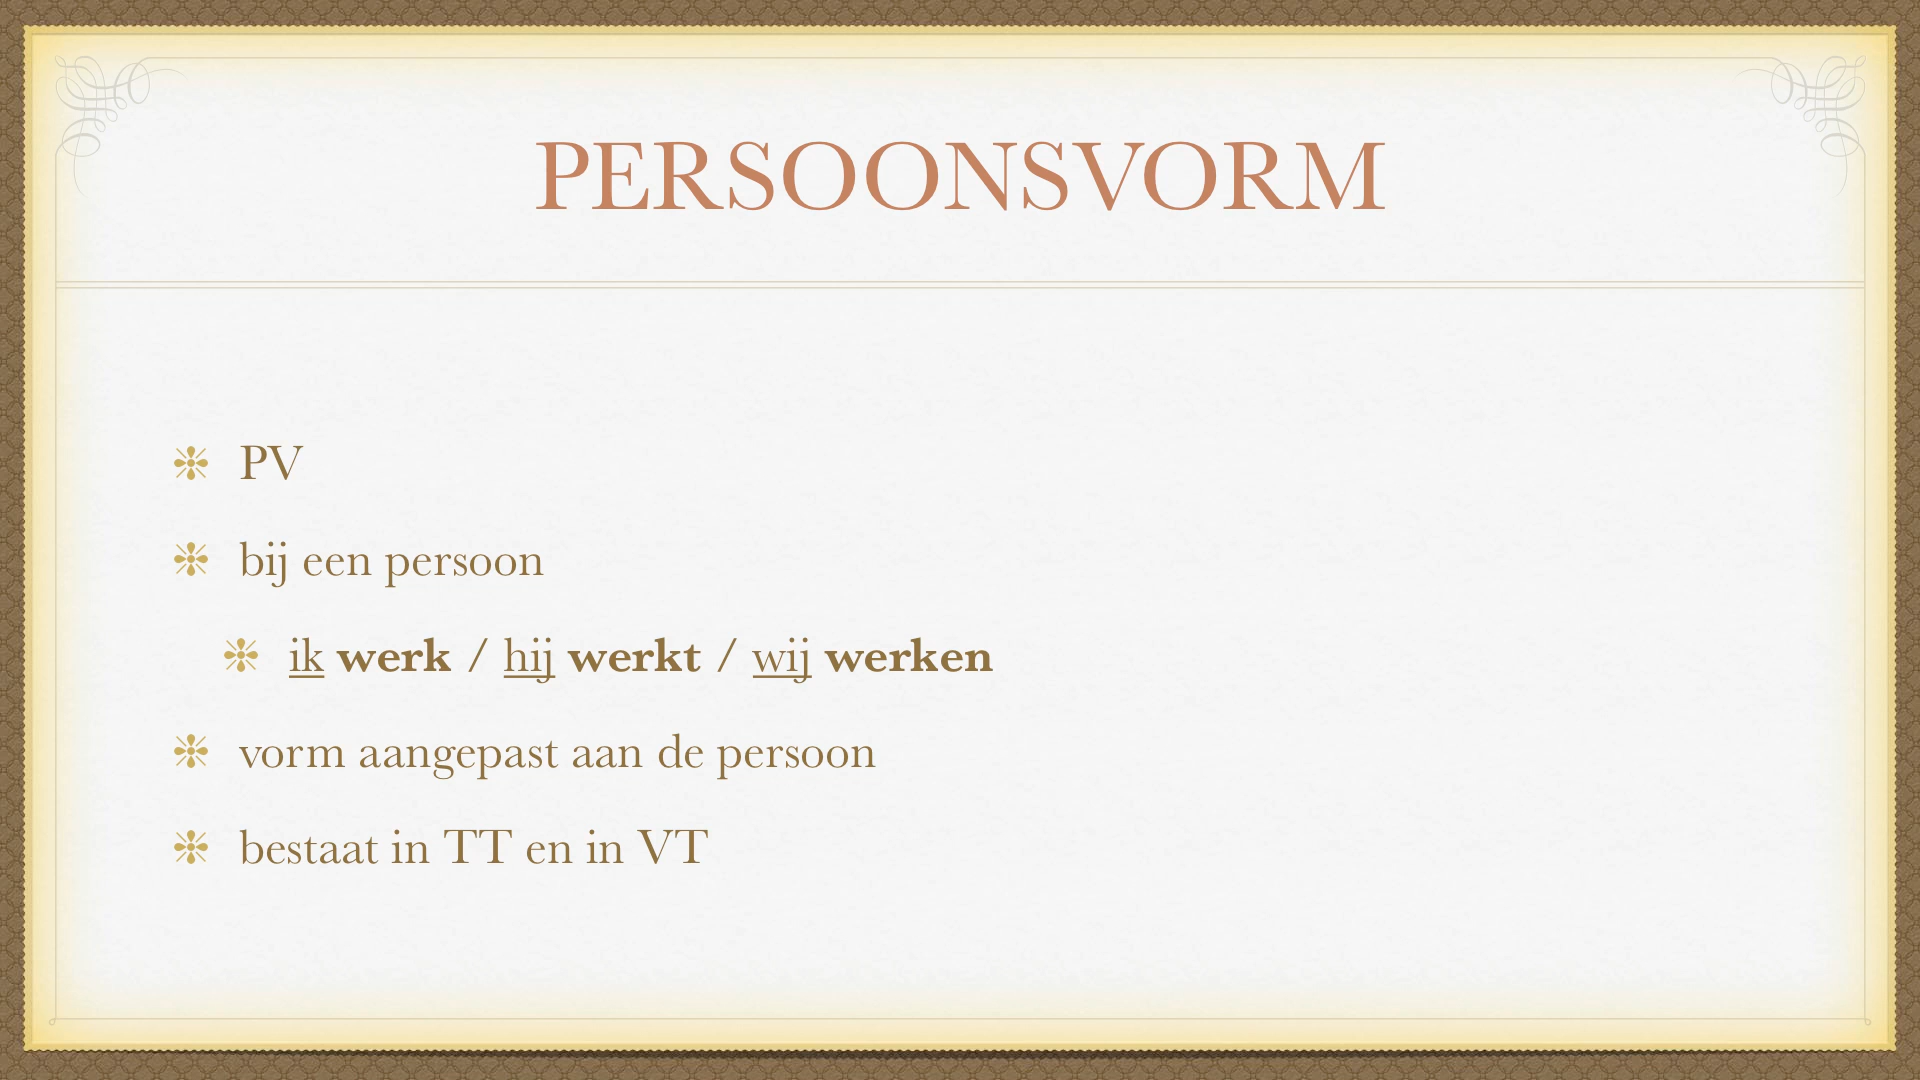 PERSOONSVORM
PV
bij een persoon
ik werk / hij werkt / wij werken
vorm aangepast aan de persoon
bestaat in TT en in VT